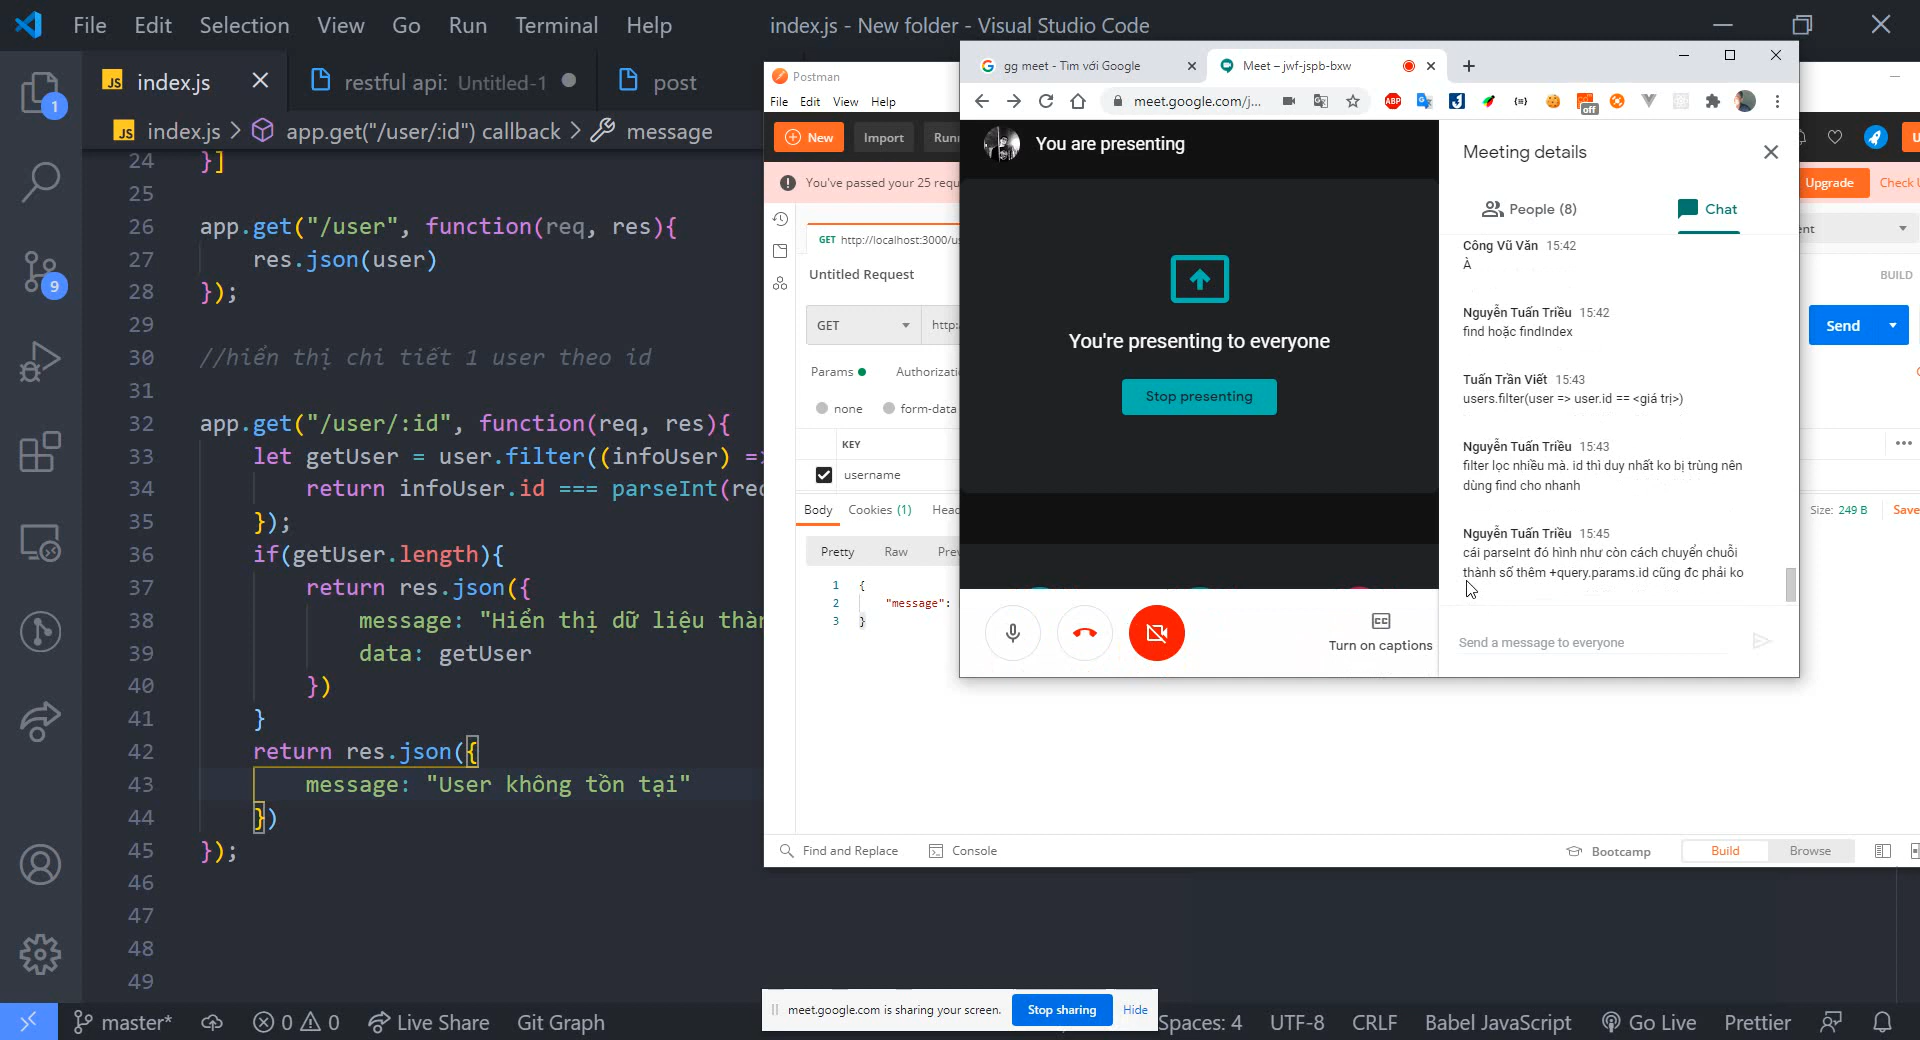 File Edit Selection View Go Run Terminal Help
index.js - New folder - Visual Studio Code
JS index.js
restful api: Untitled-1
post
JS index.js > app.get("/user/:id") callback > message
24 }]
25
26 app.get("/user", function(req, res){
27 res.json(user)
28 });
29
30 //hiển thị chi tiết 1 user theo id
31
32 app.get("/user/:id", function(req, res){
33 let getUser = user.filter((infoUser) =>
34 return infoUser.id === parseInt(req
35 });
36 if(getUser.length){
37 return res.json({
38 message: "Hiển thị dữ liệu thàn
39 data: getUser
40 })
41 }
42 return res.json({
43 message: "User không tồn tại"
44 })
45 });
46
47
48
49
1
9
Postman
File Edit View Help
New
Import
Runn
You've passed your 25 requ
Upgrade
Check U
GET http://localhost:3000/us
ent
Untitled Request
BUILD
GET
http:
Send
Params
Authorizati
none
form-data
KEY
username
Body
Cookies (1)
Head
Size: 249 B
Save
Pretty
Raw
Prev
1 {
2 "message":
3 }
Find and Replace
Console
Bootcamp
Build
Browse
gg meet - Tìm với Google
Meet – jwf-jspb-bxw
meet.google.com/j...
ABP
off
You are presenting
You're presenting to everyone
Stop presenting
Turn on captions
Meeting details
People (8)
Chat
Công Vũ Văn 15:42
À
Nguyễn Tuấn Triều 15:42
find hoặc findIndex
Tuấn Trần Viết 15:43
users.filter(user => user.id == <giá trị>)
Nguyễn Tuấn Triều 15:43
filter lọc nhiều mà. id thì duy nhất ko bị trùng nên
dùng find cho nhanh
Nguyễn Tuấn Triều 15:45
cái parseInt đó hình như còn cách chuyển chuỗi
thành số thêm +query.params.id cũng đc phải ko
Send a message to everyone
meet.google.com is sharing your screen.
Stop sharing
Hide
master*
0 0
Live Share
Git Graph
Spaces: 4
UTF-8
CRLF
Babel JavaScript
Go Live
Prettier